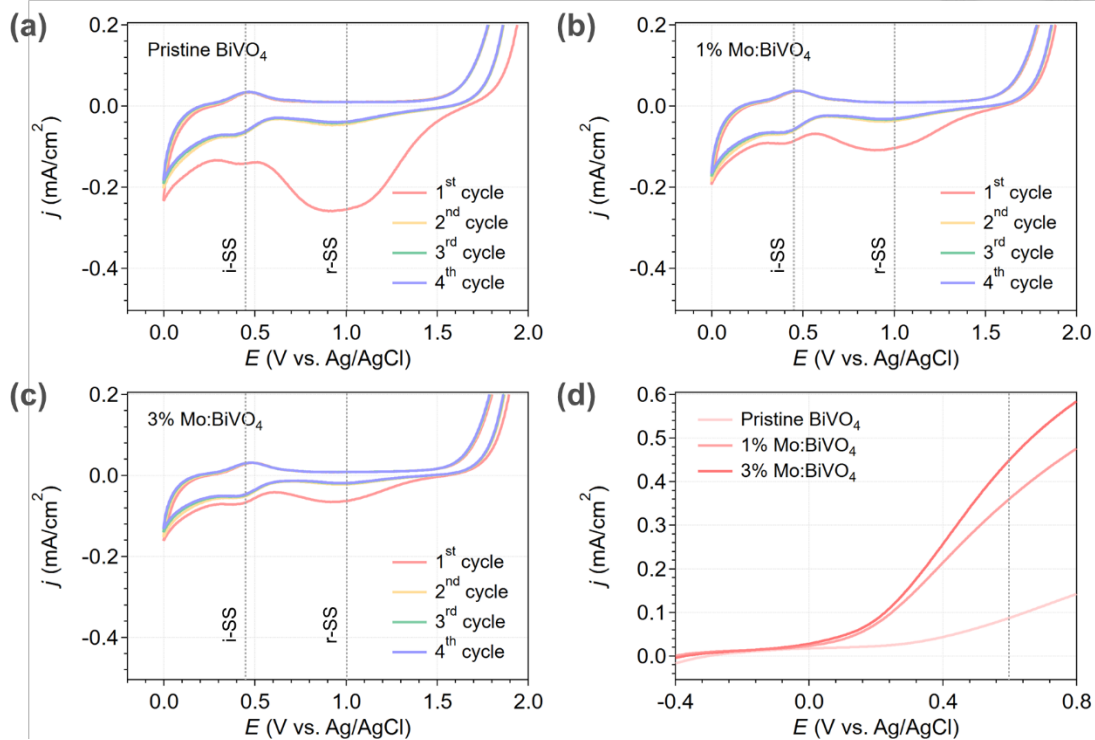 (a)
Pristine BiVO₄
0.2
0.0
-0.2
-0.4
j (mA/cm²)
i-SS
r-SS
1ˢᵗ cycle
2ⁿᵈ cycle
3ʳᵈ cycle
4ᵗʰ cycle
0.0 0.5 1.0 1.5 2.0
E (V vs. Ag/AgCl)
(b)
1% Mo:BiVO₄
0.2
0.0
-0.2
-0.4
j (mA/cm²)
i-SS
r-SS
1ˢᵗ cycle
2ⁿᵈ cycle
3ʳᵈ cycle
4ᵗʰ cycle
0.0 0.5 1.0 1.5 2.0
E (V vs. Ag/AgCl)
(c)
3% Mo:BiVO₄
0.2
0.0
-0.2
-0.4
j (mA/cm²)
i-SS
r-SS
1ˢᵗ cycle
2ⁿᵈ cycle
3ʳᵈ cycle
4ᵗʰ cycle
0.0 0.5 1.0 1.5 2.0
E (V vs. Ag/AgCl)
(d)
Pristine BiVO₄
1% Mo:BiVO₄
3% Mo:BiVO₄
0.6
0.5
0.4
0.3
0.2
0.1
0.0
j (mA/cm²)
-0.4 0.0 0.4 0.8
E (V vs. Ag/AgCl)